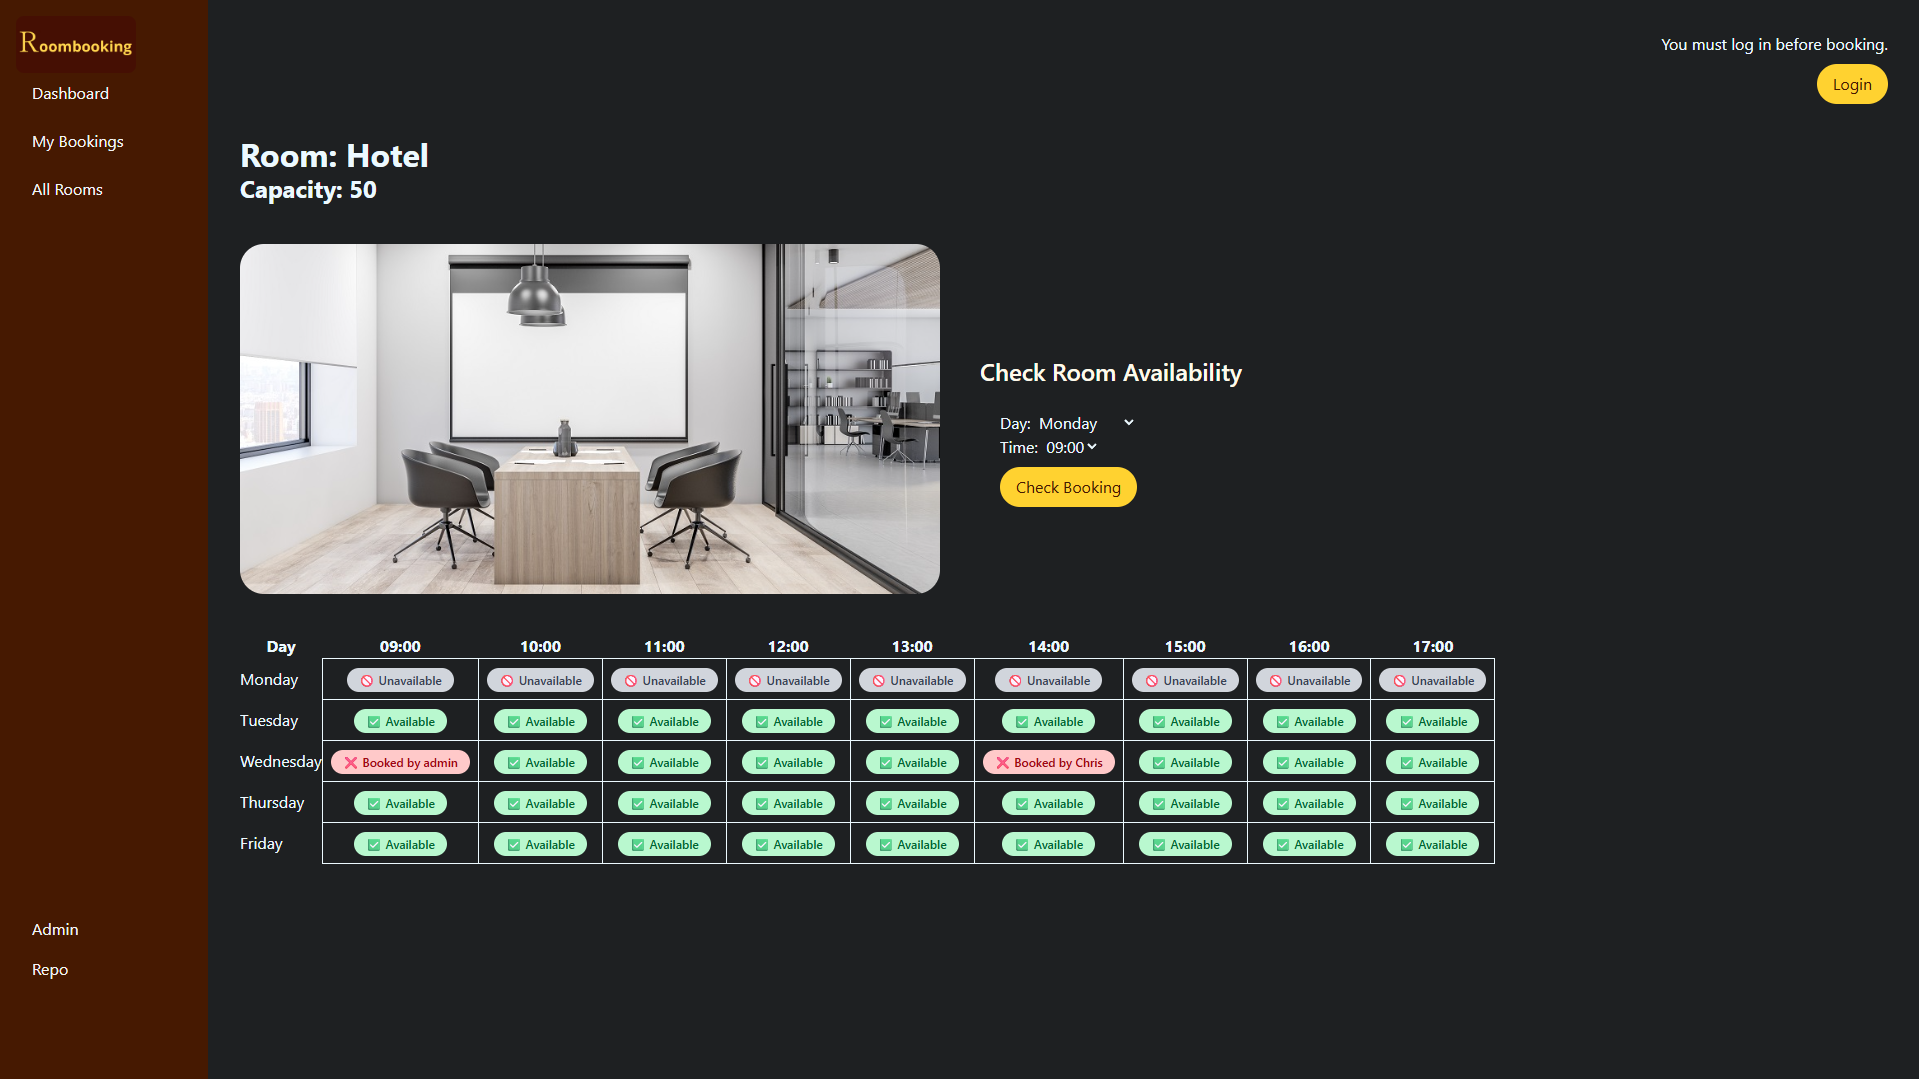 Roombooking
Dashboard
My Bookings
All Rooms
Admin
Repo
You must log in before booking.
Login
Room: Hotel
Capacity: 50
Check Room Availability
Day: Monday
Time: 09:00
Check Booking
Day 09:00 10:00 11:00 12:00 13:00 14:00 15:00 16:00 17:00
Monday 🚫 Unavailable 🚫 Unavailable 🚫 Unavailable 🚫 Unavailable 🚫 Unavailable 🚫 Unavailable 🚫 Unavailable 🚫 Unavailable 🚫 Unavailable
Tuesday ✅ Available ✅ Available ✅ Available ✅ Available ✅ Available ✅ Available ✅ Available ✅ Available ✅ Available
Wednesday ❌ Booked by admin ✅ Available ✅ Available ✅ Available ✅ Available ❌ Booked by Chris ✅ Available ✅ Available ✅ Available
Thursday ✅ Available ✅ Available ✅ Available ✅ Available ✅ Available ✅ Available ✅ Available ✅ Available ✅ Available
Friday ✅ Available ✅ Available ✅ Available ✅ Available ✅ Available ✅ Available ✅ Available ✅ Available ✅ Available